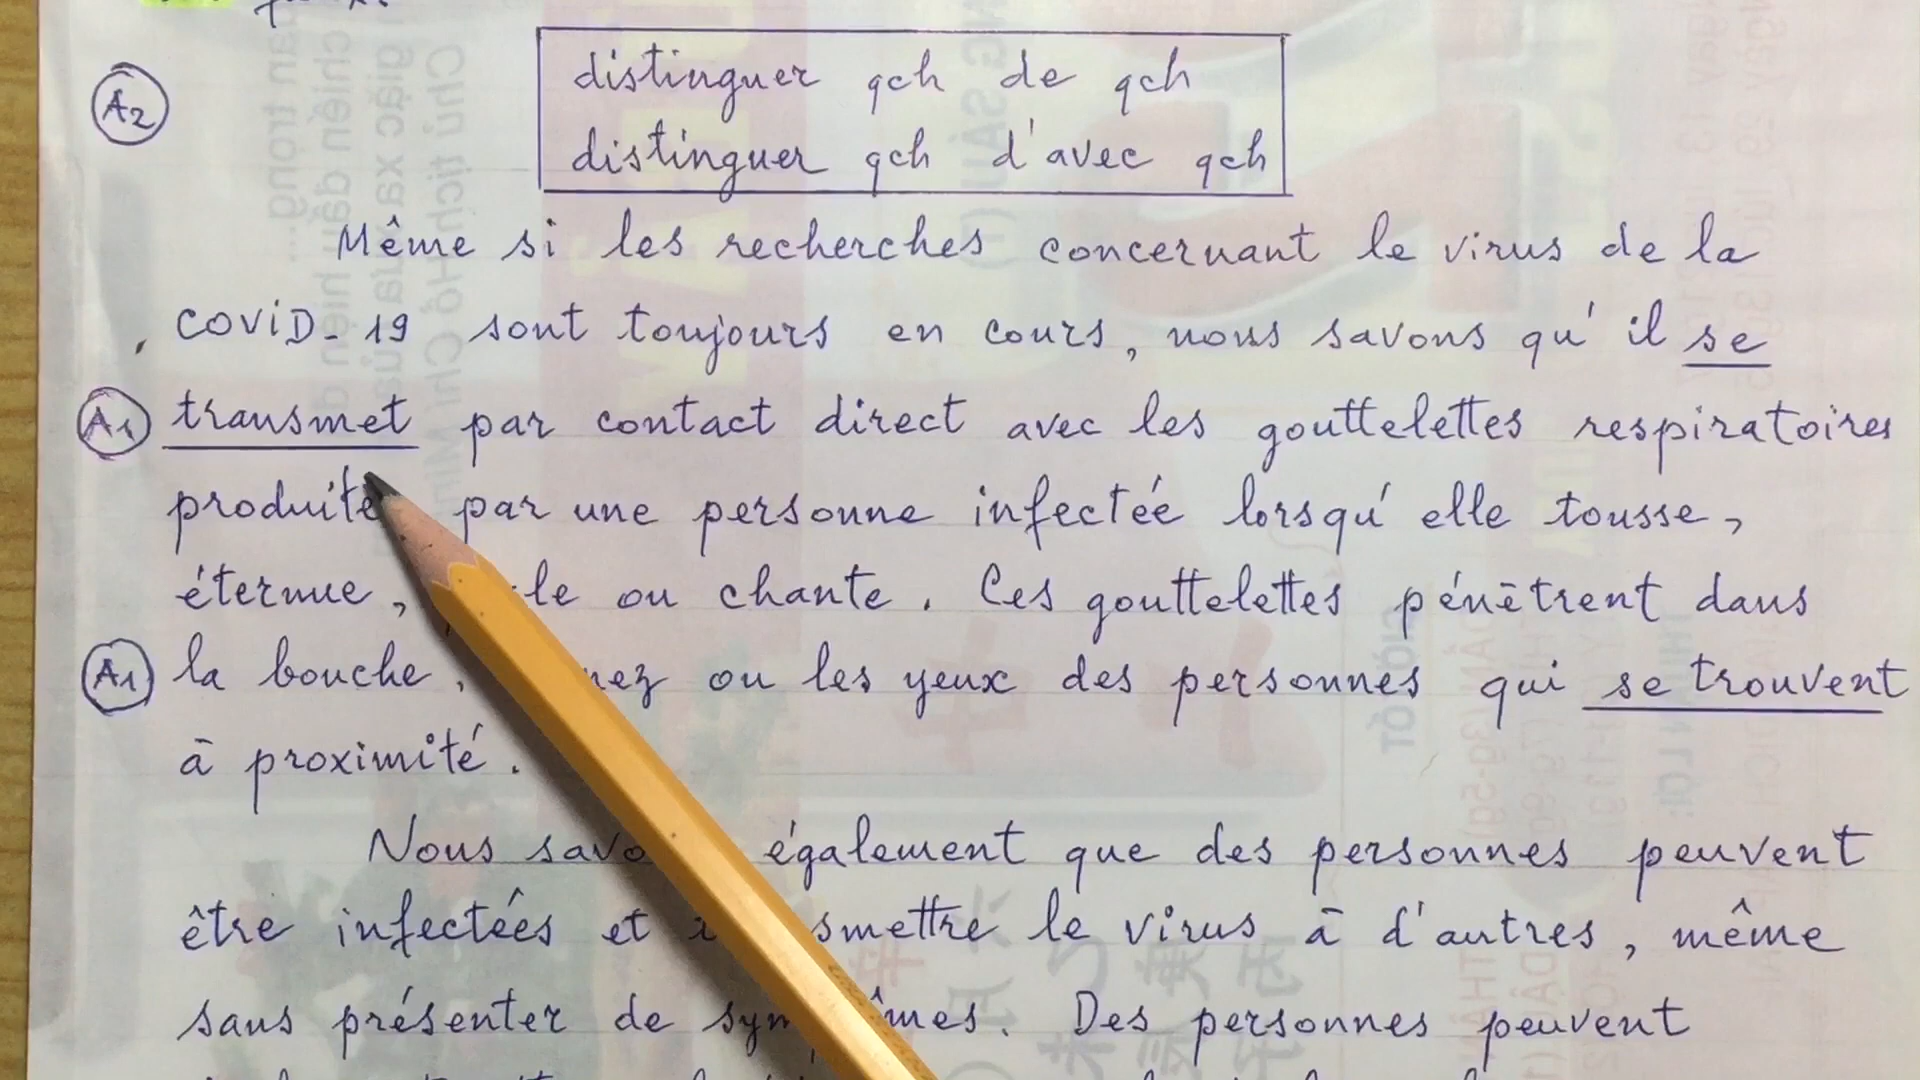 A2
distinguer qch de qch
distinguer qch d'avec qch
Même si les recherches concernant le virus de la
COVID-19 sont toujours en cours, nous savons qu'il se
A1 transmet par contact direct avec les gouttelettes respiratoires
par une personne infectée lorsqu'elle tousse,
éternue, ou chante. Ces gouttelettes pénètrent dans
A1 la bouche, nez ou les yeux des personnes qui se trouvent
à proximité.
Nous également que des personnes peuvent
être infectées et le virus à d'autres, même
sans présenter de Des personnes peuvent